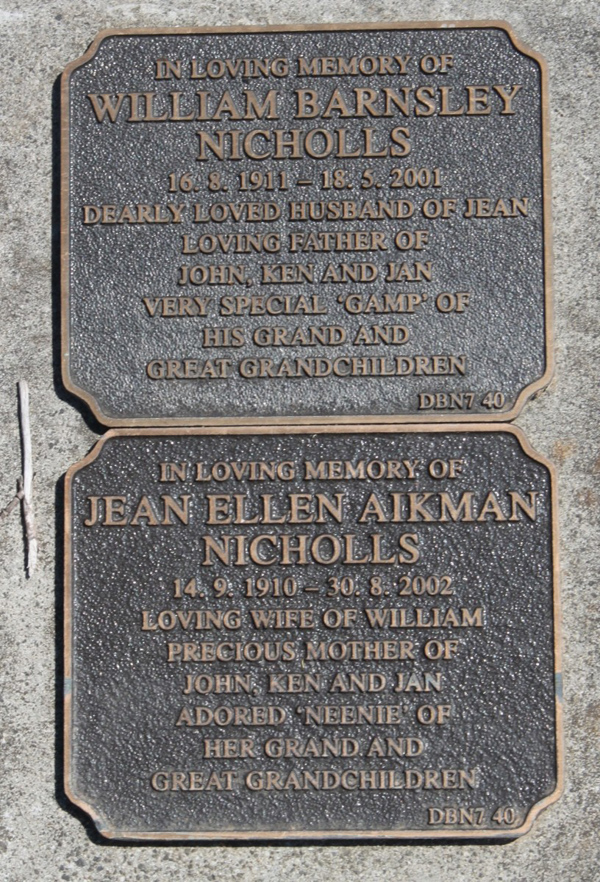 IN LOVING MEMORY OF
WILLIAM BARNSLEY
NICHOLLS
16. 8. 1911 – 18. 5. 2001
DEARLY LOVED HUSBAND OF JEAN
LOVING FATHER OF
JOHN, KEN AND JAN
VERY SPECIAL ‘GAMP’ OF
HIS GRAND AND
GREAT GRANDCHILDREN
DBN7 40
IN LOVING MEMORY OF
JEAN ELLEN AIKMAN
NICHOLLS
14. 9. 1910 – 30. 8. 2002
LOVING WIFE OF WILLIAM
PRECIOUS MOTHER OF
JOHN, KEN AND JAN
ADORED ‘NEENIE’ OF
HER GRAND AND
GREAT GRANDCHILDREN
DBN7 40